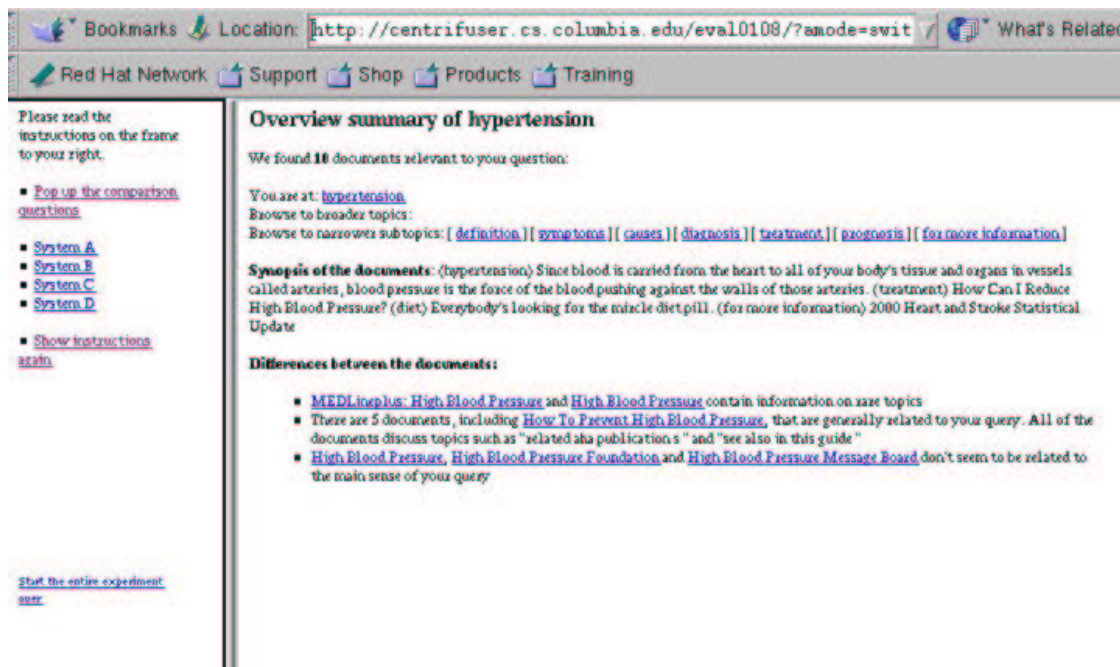 Bookmarks Location: http://centrifuser.cs.columbia.edu/eval0108/?amode=swit What's Related
Red Hat Network Support Shop Products Training
Please read the
instructions on the frame
to your right.
Pop up the comparison
questions
System A
System B
System C
System D
Show instructions
again
Start the entire experiment
over
Overview summary of hypertension
We found 10 documents relevant to your question:
You are at: hypertension
Browse to broader topics:
Browse to narrower subtopics: [ definition ] [ symptoms ] [ causes ] [ diagnosis ] [ treatment ] [ prognosis ] [ for more information ]
Synopsis of the documents: (hypertension) Since blood is carried from the heart to all of your body's tissue and organs in vessels
called arteries, blood pressure is the force of the blood pushing against the walls of those arteries. (treatment) How Can I Reduce
High Blood Pressure? (diet) Everybody's looking for the mircle diet pill. (for more information) 2000 Heart and Stroke Statistical
Update
Differences between the documents:
MEDLineplus: High Blood Pressure and High Blood Pressure contain information on rare topics
There are 5 documents, including How To Prevent High Blood Pressure, that are generally related to your query. All of the
documents discuss topics such as "related aha publication s " and "see also in this guide "
High Blood Pressure, High Blood Pressure Foundation and High Blood Pressure Message Board don't seem to be related to
the main sense of your query